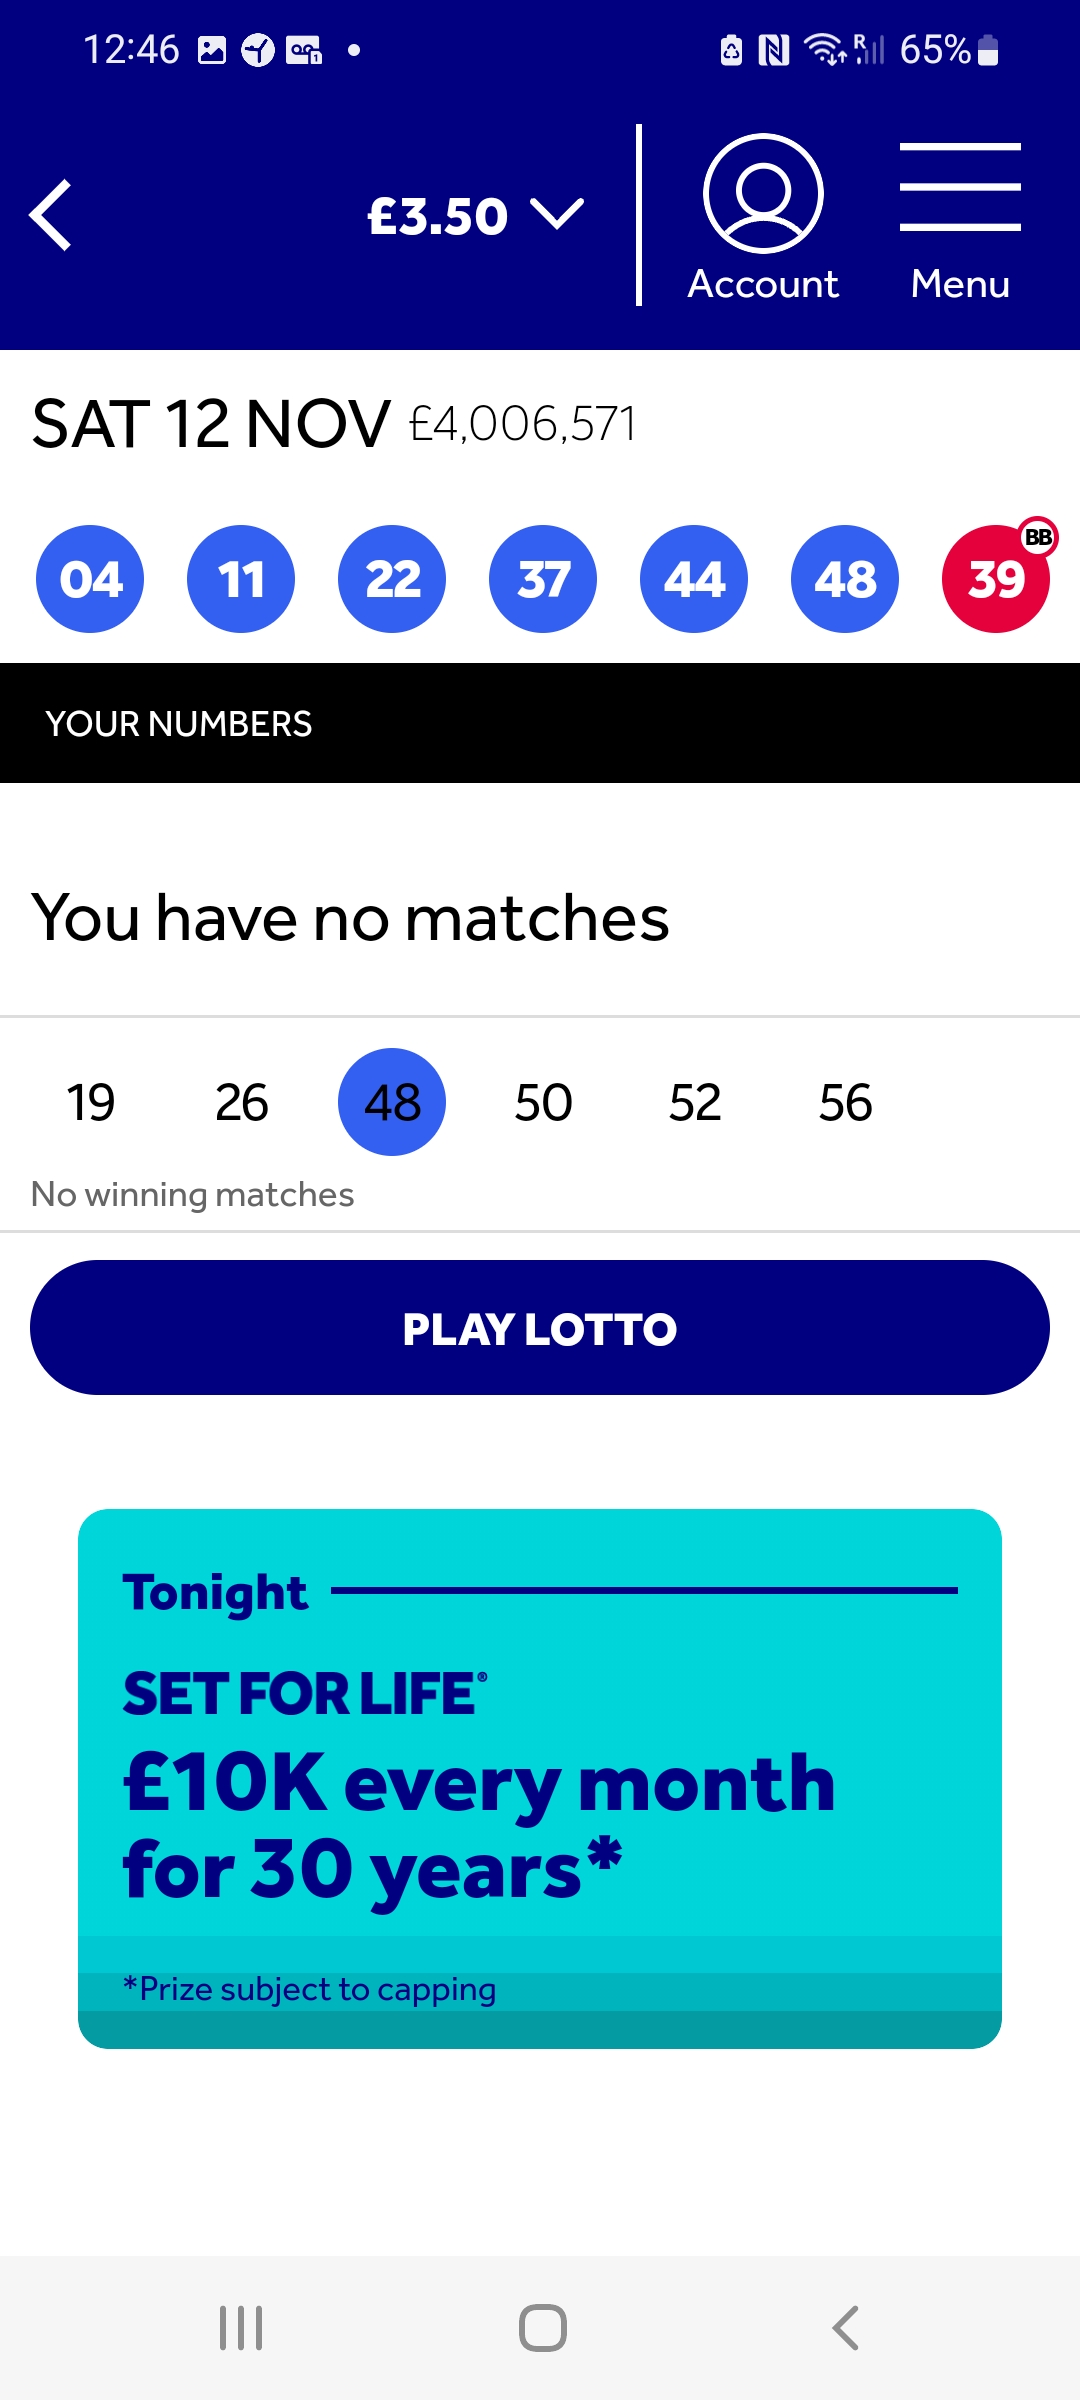 12:46 65%
£3.50
Account Menu
SAT 12 NOV £4,006,571
04 11 22 37 44 48 39 BB
YOUR NUMBERS
You have no matches
19 26 48 50 52 56
No winning matches
PLAY LOTTO
Tonight
SET FOR LIFE®
£10K every month
for 30 years*
*Prize subject to capping